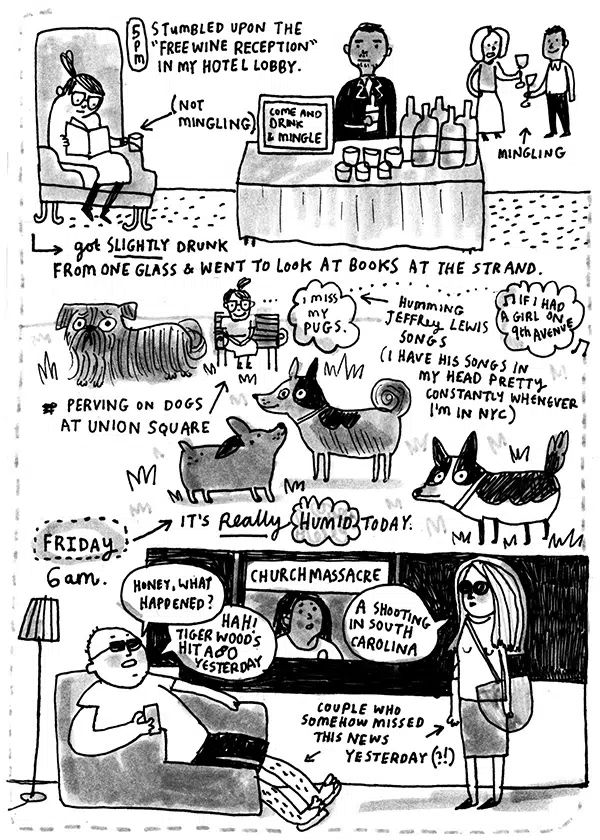 5PM
STUMBLED UPON THE
"FREE WINE RECEPTION"
IN MY HOTEL LOBBY.
(NOT
MINGLING)
COME AND
DRINK
& MINGLE
MINGLING
got SLIGHTLY DRUNK
FROM ONE GLASS & WENT TO LOOK AT BOOKS AT THE STRAND.
I MISS
MY
PUGS.
HUMMING
JEFFREY LEWIS
SONGS
(I HAVE HIS SONGS IN
MY HEAD PRETTY
CONSTANTLY WHENEVER
I'M IN NYC)
♫ IF I HAD
A GIRL ON
9th AVENUE
♫
* PERVING ON DOGS
AT UNION SQUARE
IT'S Really HUMID TODAY.
FRIDAY
6am.
HONEY, WHAT
HAPPENED?
HAH!
TIGER WOOD'S
HIT A 80
YESTERDAY
CHURCH MASSACRE
A SHOOTING
IN SOUTH
CAROLINA
COUPLE WHO
SOMEHOW MISSED
THIS NEWS
YESTERDAY (?!)